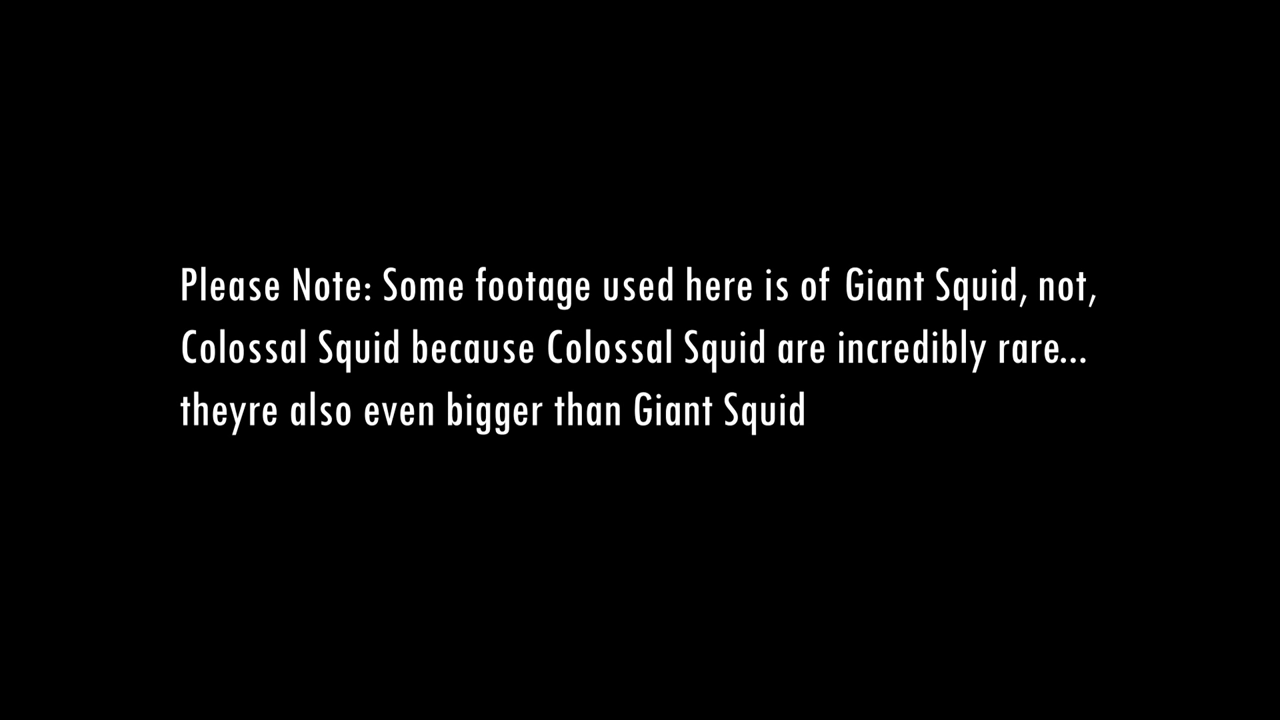 Please Note: Some footage used here is of Giant Squid, not,
Colossal Squid because Colossal Squid are incredibly rare...
theyre also even bigger than Giant Squid